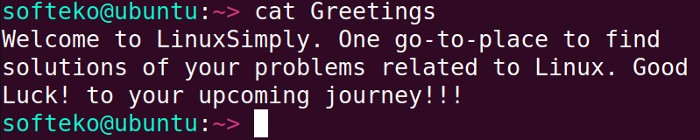 softeko@ubuntu:~> cat Greetings
Welcome to LinuxSimply. One go-to-place to find
solutions of your problems related to Linux. Good
Luck! to your upcoming journey!!!
softeko@ubuntu:~>